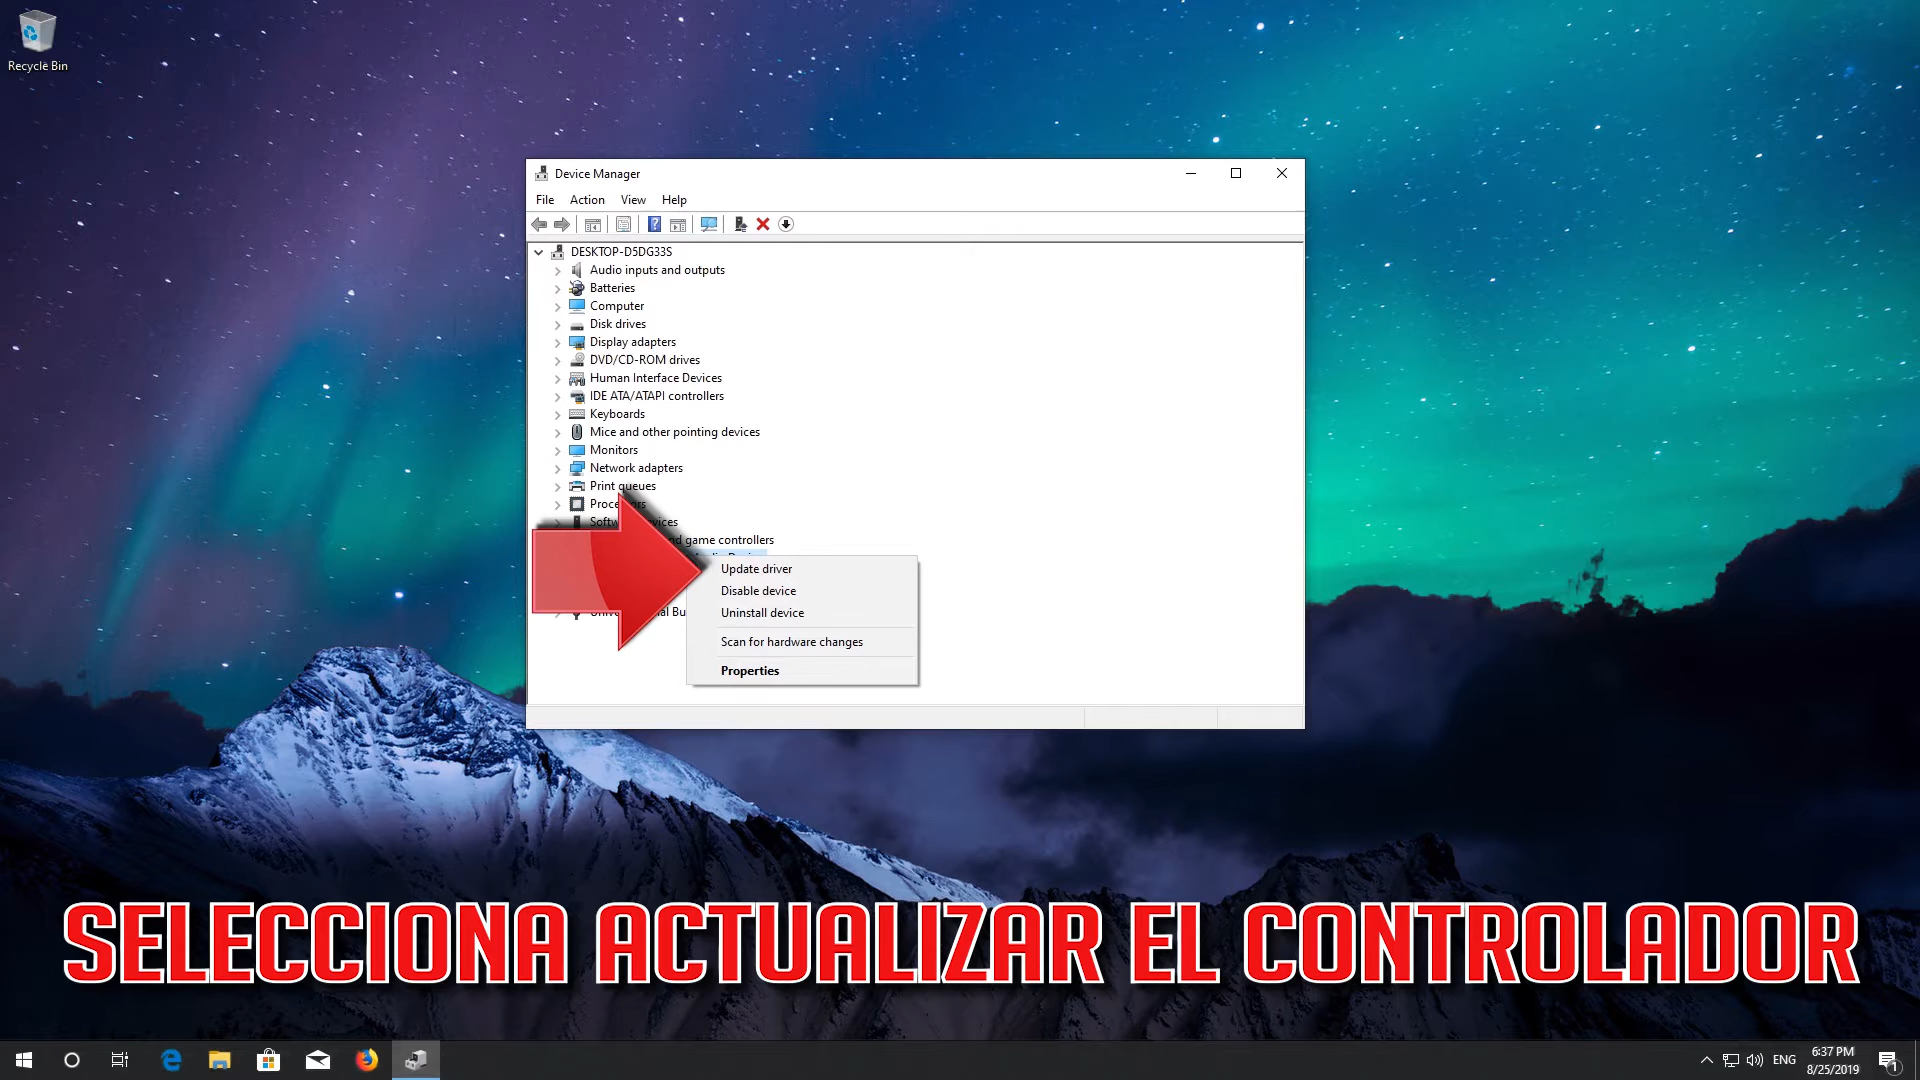 Recycle Bin
Device Manager
File Action View Help
DESKTOP-D5DG33S
Audio inputs and outputs
Batteries
Computer
Disk drives
Display adapters
DVD/CD-ROM drives
Human Interface Devices
IDE ATA/ATAPI controllers
Keyboards
Mice and other pointing devices
Monitors
Network adapters
Print queues
game controllers
Update driver
Disable device
Uninstall device
Scan for hardware changes
Properties
SELECCIONA ACTUALIZAR EL CONTROLADOR
ENG
6:37 PM
8/25/2019
1